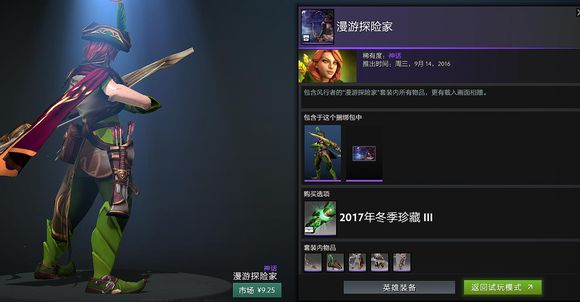 漫游探险家
稀有度: 神话
推出时间: 周三, 9月 14, 2016
包含风行者的“漫游探险家”套装内所有物品, 更有载入画面相赠。
包含于这个捆绑包中
购买选项
2017年冬季珍藏 III
套装内物品
神话
漫游探险家
市场 ¥9.25
英雄装备
返回试玩模式